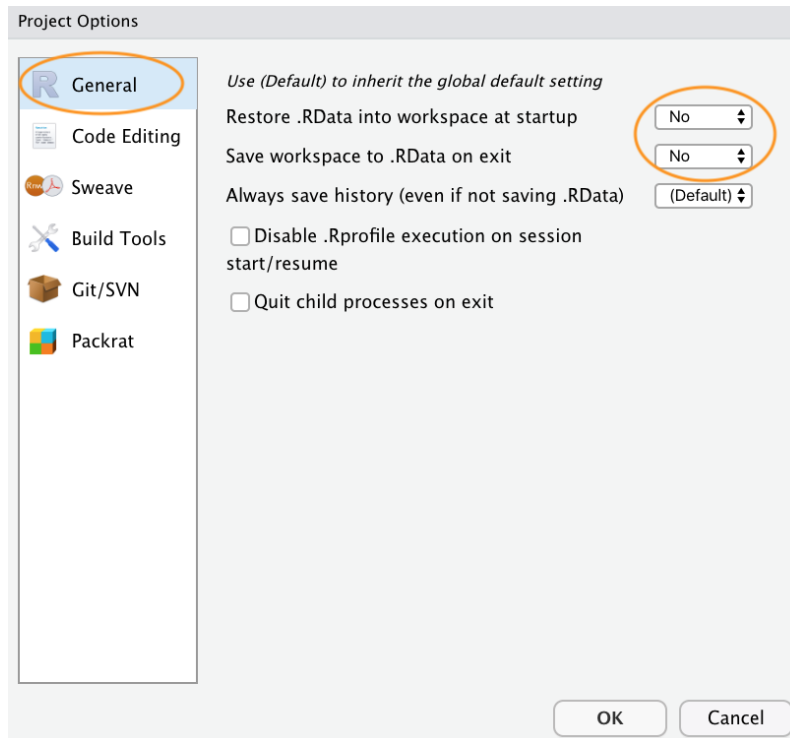 Project Options
General
Code Editing
Sweave
Build Tools
Git/SVN
Packrat
Use (Default) to inherit the global default setting
Restore .RData into workspace at startup No
Save workspace to .RData on exit No
Always save history (even if not saving .RData) (Default)
Disable .Rprofile execution on session
start/resume
Quit child processes on exit
OK Cancel